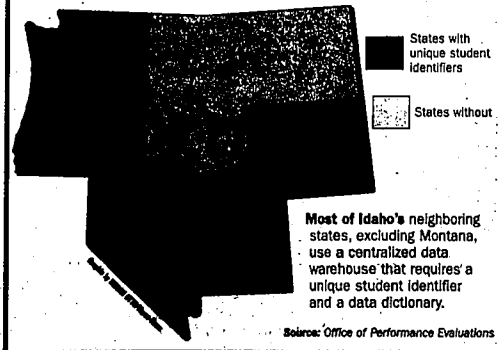 States with
unique student
identifiers
States without
Most of Idaho's neighboring
states, excluding Montana,
use a centralized data
warehouse that requires a
unique student identifier
and a data dictionary.
Source: Office of Performance Evaluations